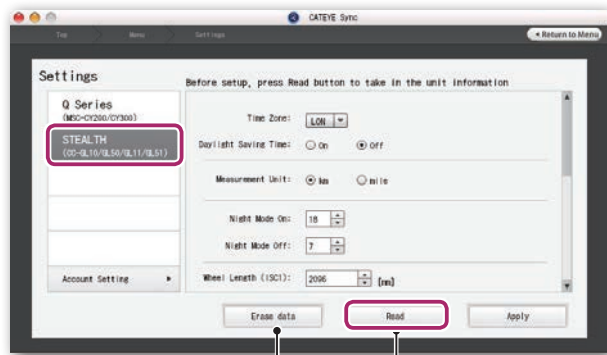 CATEYE Sync
Top Menu Settings
Return to Menu
Settings
Before setup, press Read button to take in the unit information
Q Series
(MSC-CY200/CY300)
STEALTH
(CC-GL10/GL50/GL11/GL51)
Account Setting
Time Zone: LON
Daylight Saving Time: On Off
Measurement Unit: km mile
Night Mode On: 18
Night Mode Off: 7
Wheel Length (ISC1): 2096 [mm]
Erase data Read Apply